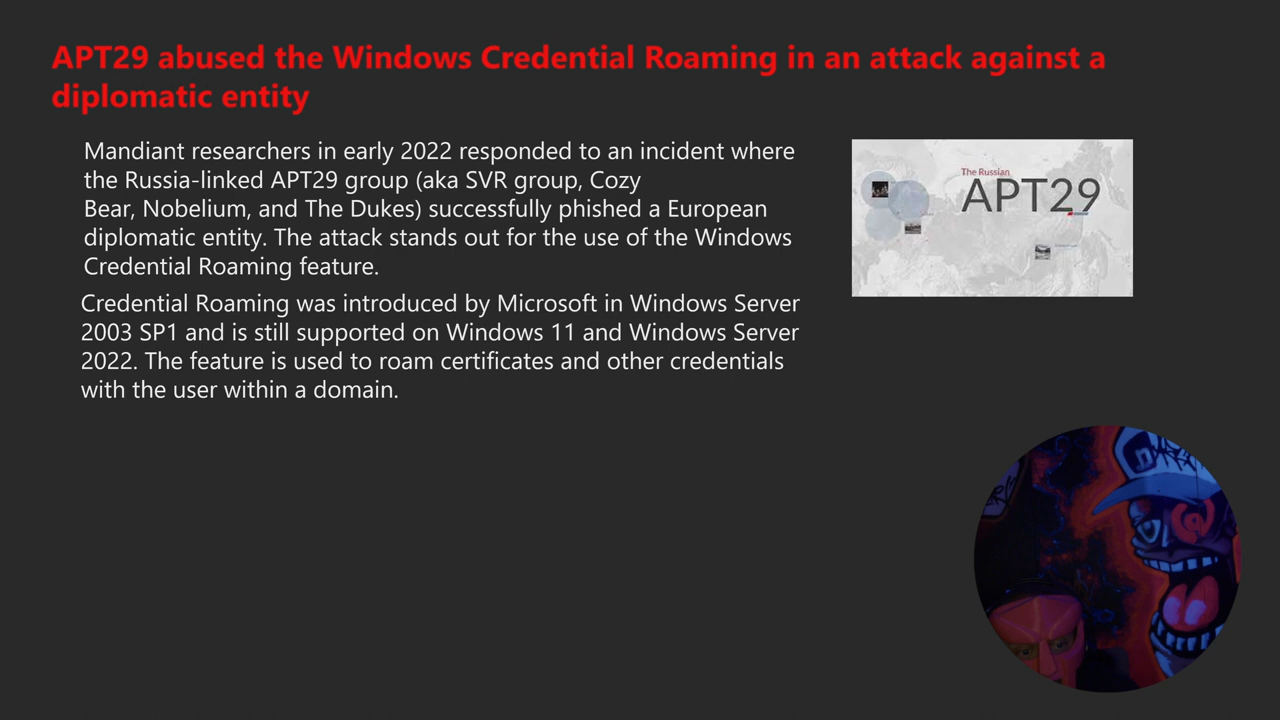 APT29 abused the Windows Credential Roaming in an attack against a
diplomatic entity
Mandiant researchers in early 2022 responded to an incident where
the Russia-linked APT29 group (aka SVR group, Cozy
Bear, Nobelium, and The Dukes) successfully phished a European
diplomatic entity. The attack stands out for the use of the Windows
Credential Roaming feature.
Credential Roaming was introduced by Microsoft in Windows Server
2003 SP1 and is still supported on Windows 11 and Windows Server
2022. The feature is used to roam certificates and other credentials
with the user within a domain.
The Russian
APT29